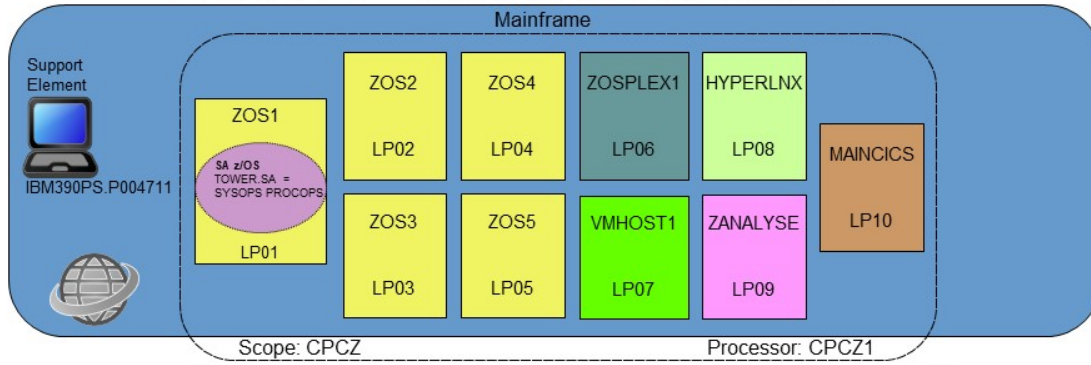 Mainframe
Support
Element
IBM390PS.P004711
ZOS1
SA z/OS
TOWER.SA =
SYSOPS PROCOPS
LP01
ZOS2
LP02
ZOS3
LP03
ZOS4
LP04
ZOS5
LP05
ZOSPLEX1
LP06
VMHOST1
LP07
HYPERLNX
LP08
ZANALYSE
LP09
MAINCICS
LP10
Scope: CPCZ
Processor: CPCZ1